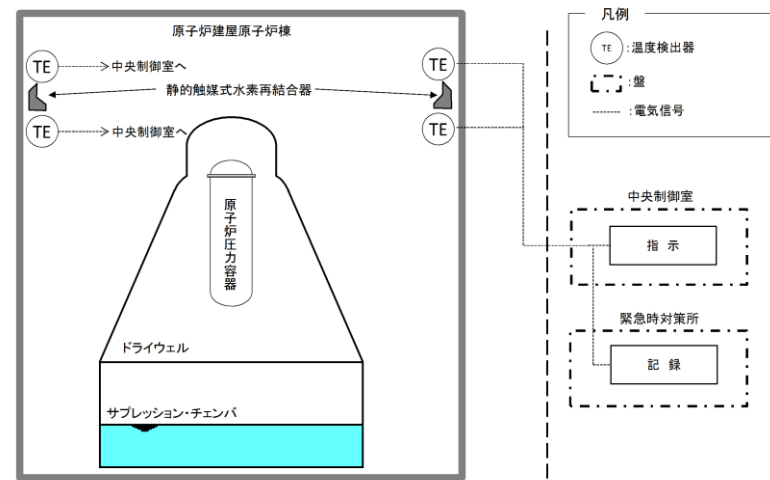 原子炉建屋原子炉棟
TE
中央制御室へ
静的触媒式水素再結合器
TE
中央制御室へ
TE
TE
原子炉圧力容器
ドライウェル
サプレッション・チェンバ
凡例
TE
:温度検出器
:盤
:電気信号
中央制御室
指 示
緊急時対策所
記 録